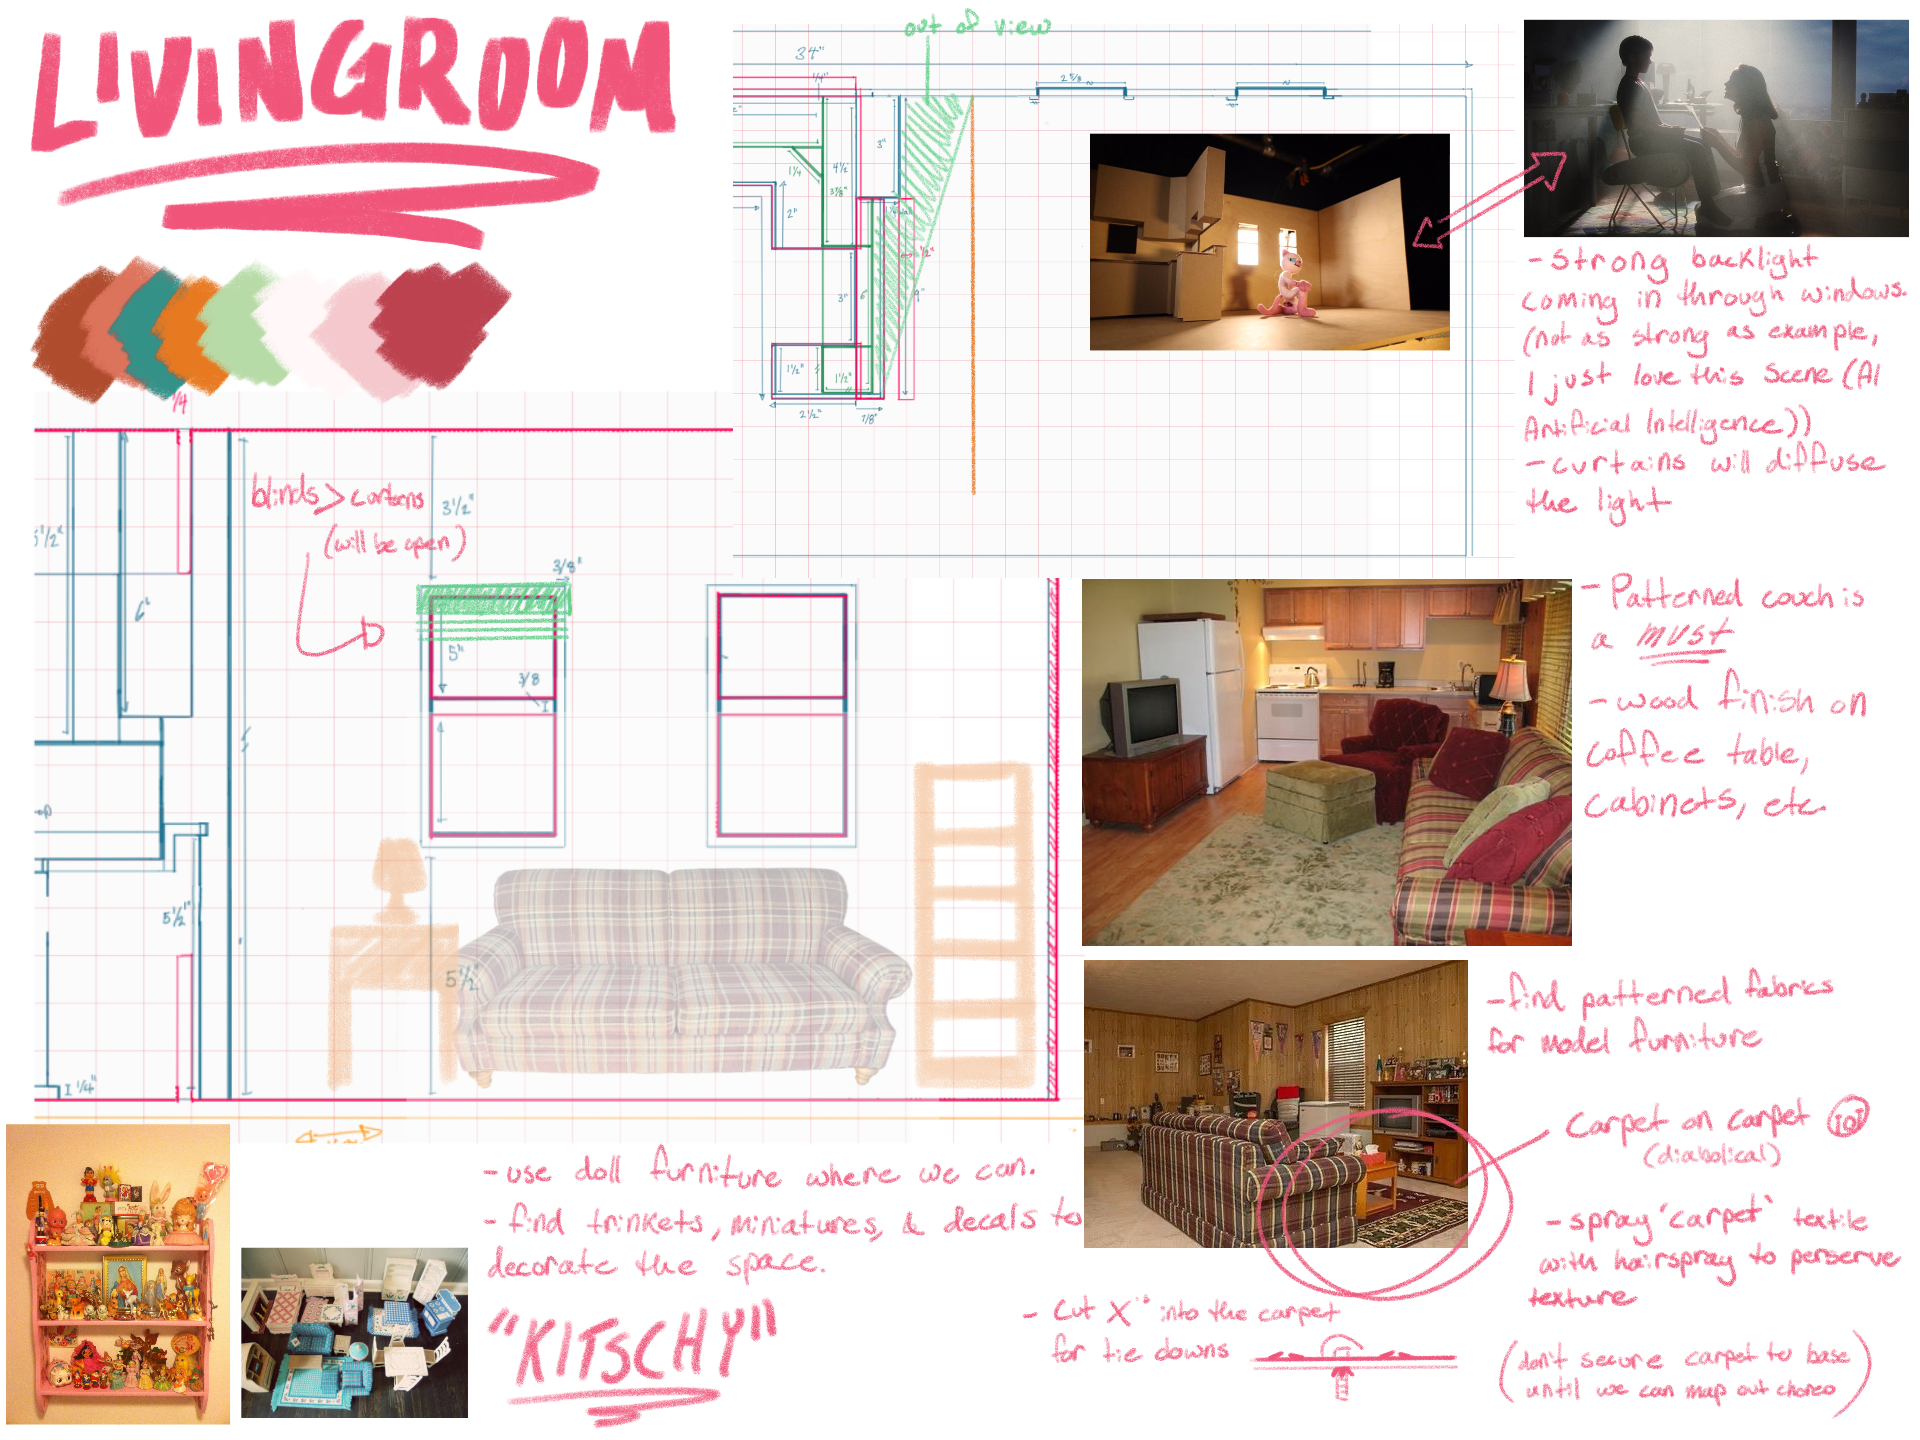 LIVINGROOM
out of view
34"
1/4"
2 5/8
3"
4 1/2
1 1/4
3/8"
2"
1/2"
3"
6"
9"
1 1/2"
1 1/2"
2 1/2"
7/8"
- Strong backlight
coming in through windows.
(not as strong as example,
I just love this scene (AI
Artificial Intelligence))
- curtains will diffuse
the light
1/4
blinds > curtains
(will be open)
3 1/2"
3/8"
5 1/2"
6"
5"
3/8
5 1/2"
5 1/2"
1 1/4"
- Patterned couch is
a must
- wood finish on
coffee table,
cabinets, etc.
- find patterned fabrics
for model furniture
Carpet on carpet
(diabolical)
- spray "carpet" textile
with hairspray to perserve
texture
- use doll furniture where we can.
- find trinkets, miniatures, & decals to
decorate the space.
"KITSCHY"
- Cut X's into the carpet
for tie downs
(don't secure carpet to base
until we can map out choreo)